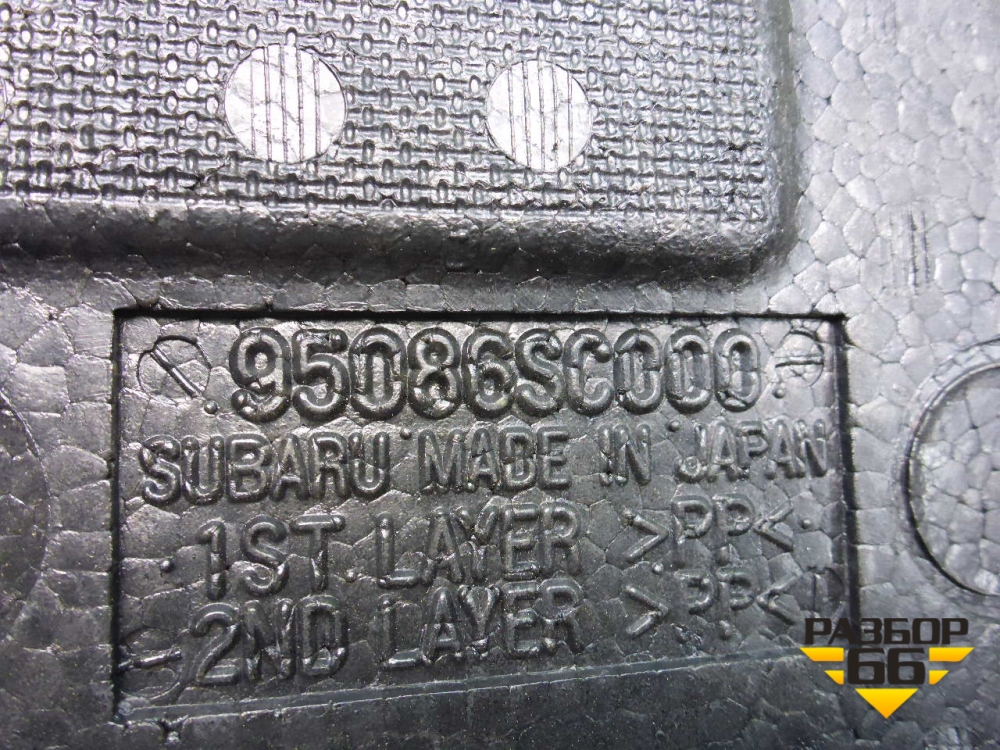 95086SC000
SUBARU MADE IN JAPAN
1ST LAYER >PP<
2ND LAYER >PP<
РАЗБОР
66